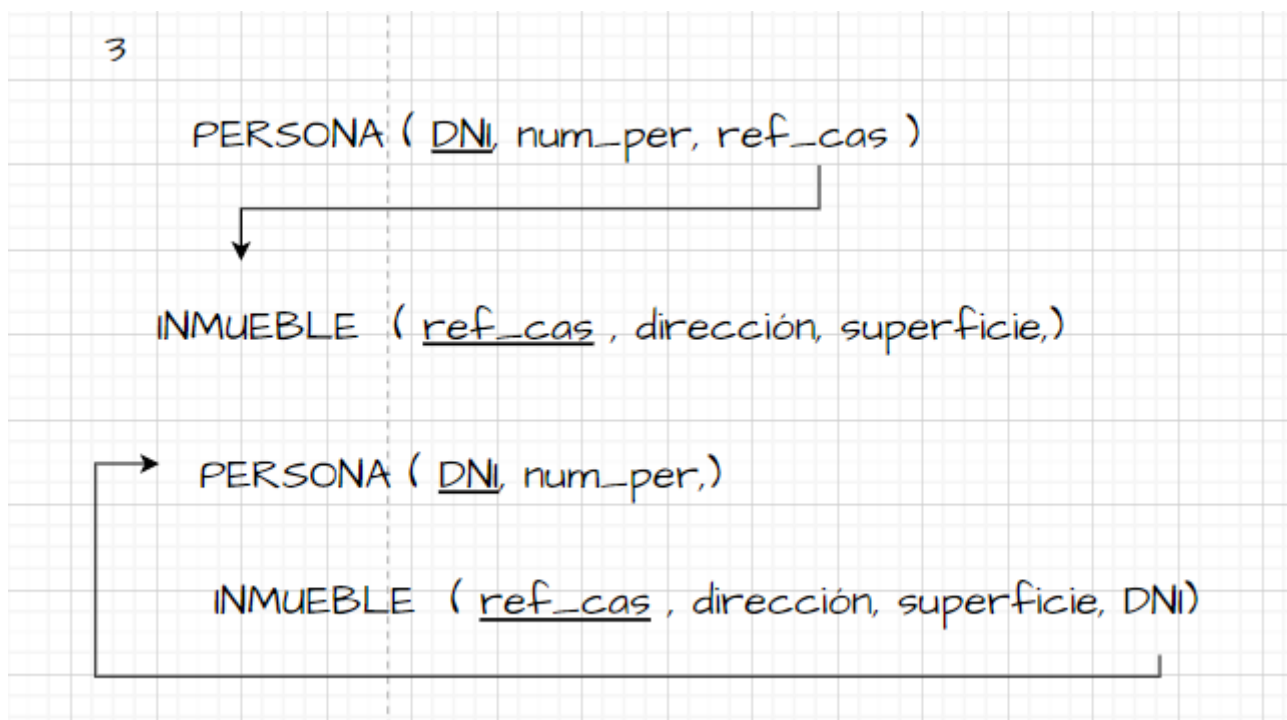 3
PERSONA ( DNI, num_per, ref_cas )
INMUEBLE ( ref_cas , dirección, superficie,)
PERSONA ( DNI, num_per,)
INMUEBLE ( ref_cas , dirección, superficie, DNI)